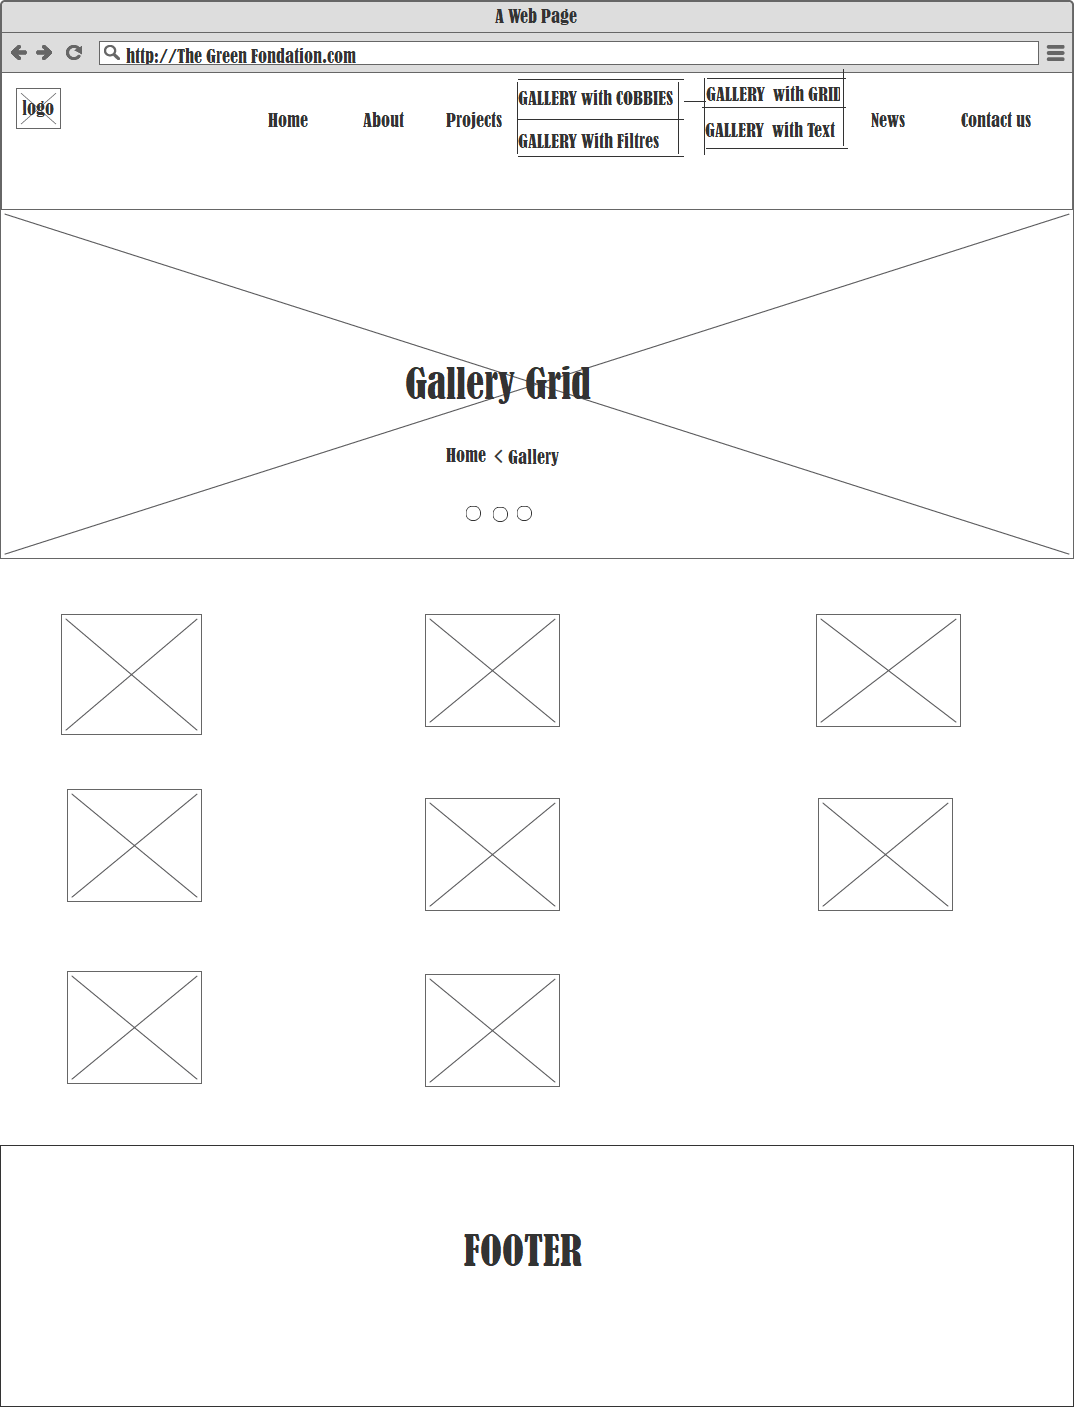 A Web Page
http://The Green Fondation.com
logo
Home
About
Projects
GALLERY with COBBIES
GALLERY With Filtres
GALLERY with GRID
GALLERY with Text
News
Contact us
Gallery Grid
Home < Gallery
FOOTER